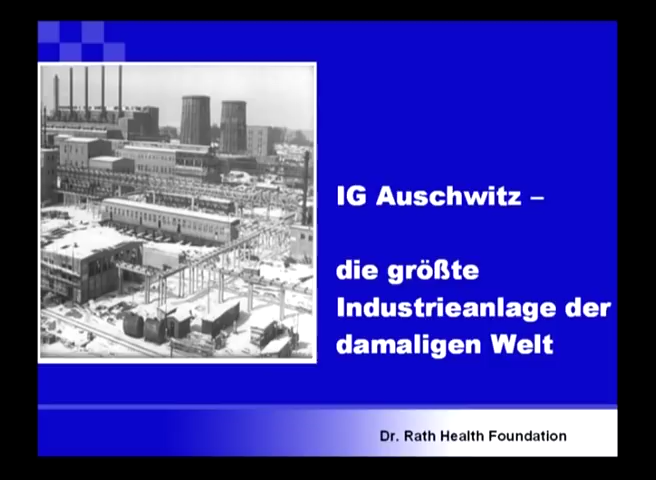 IG Auschwitz –
die größte
Industrieanlage der
damaligen Welt
Dr. Rath Health Foundation